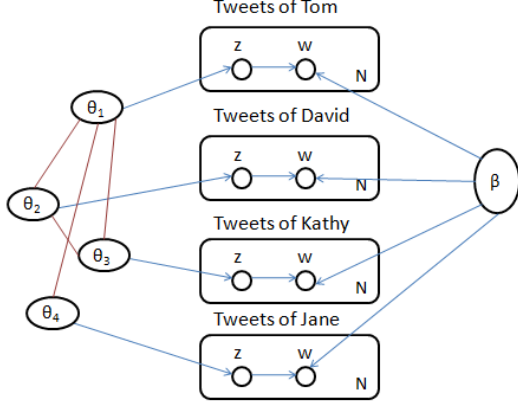 Tweets of Tom
z w
N
θ1
Tweets of David
z w
N
θ2
β
Tweets of Kathy
z w
N
θ3
Tweets of Jane
z w
N
θ4